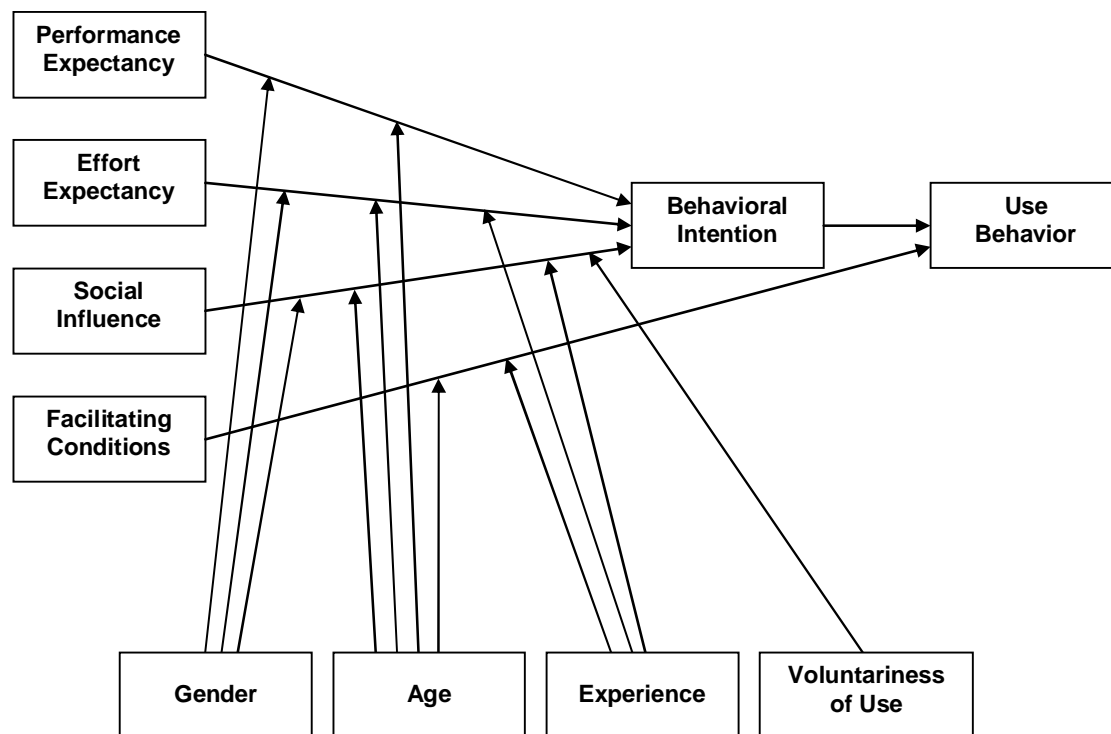 Performance
Expectancy
Effort
Expectancy
Behavioral
Intention
Use
Behavior
Social
Influence
Facilitating
Conditions
Gender
Age
Experience
Voluntariness
of Use